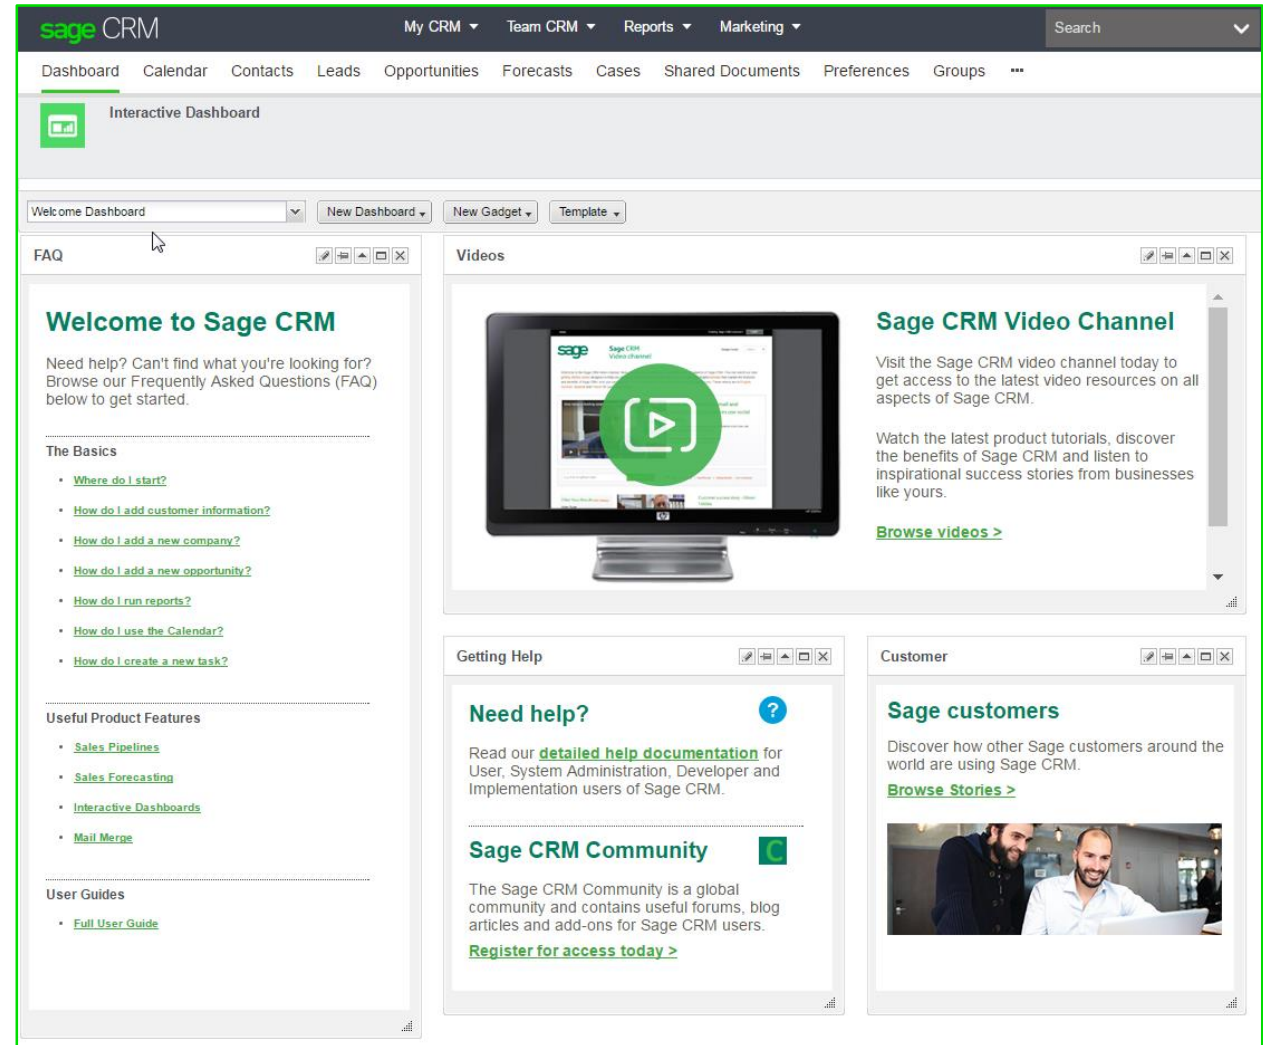 sage CRM
My CRM
Team CRM
Reports
Marketing
Search
Dashboard
Calendar
Contacts
Leads
Opportunities
Forecasts
Cases
Shared Documents
Preferences
Groups
Interactive Dashboard
Welcome Dashboard
New Dashboard
New Gadget
Template
FAQ
Welcome to Sage CRM
Need help? Can't find what you're looking for?
Browse our Frequently Asked Questions (FAQ)
below to get started.
The Basics
Where do I start?
How do I add customer information?
How do I add a new company?
How do I add a new opportunity?
How do I run reports?
How do I use the Calendar?
How do I create a new task?
Useful Product Features
Sales Pipelines
Sales Forecasting
Interactive Dashboards
Mail Merge
User Guides
Full User Guide
Videos
sage
Sage CRM
Video channel
hp
Sage CRM Video Channel
Visit the Sage CRM video channel today to
get access to the latest video resources on all
aspects of Sage CRM.
Watch the latest product tutorials, discover
the benefits of Sage CRM and listen to
inspirational success stories from businesses
like yours.
Browse videos >
Getting Help
Need help?
?
Read our detailed help documentation for
User, System Administration, Developer and
Implementation users of Sage CRM.
Sage CRM Community
C
The Sage CRM Community is a global
community and contains useful forums, blog
articles and add-ons for Sage CRM users.
Register for access today >
Customer
Sage customers
Discover how other Sage customers around the
world are using Sage CRM.
Browse Stories >